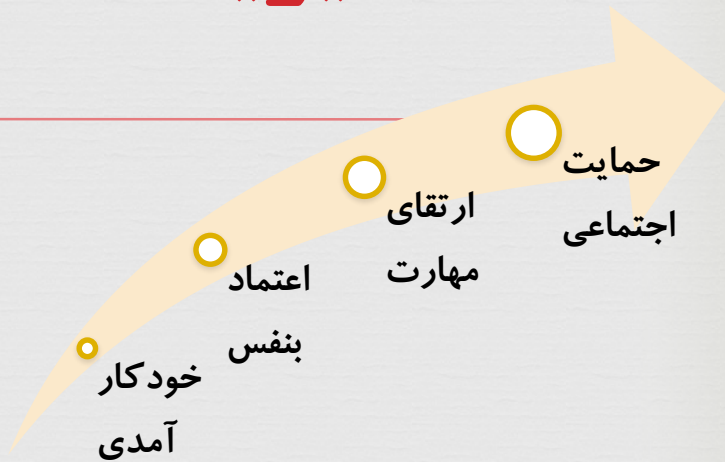 حمایت
اجتماعی
ارتقای
مهارت
اعتماد
بنفس
خودکار
آمدی